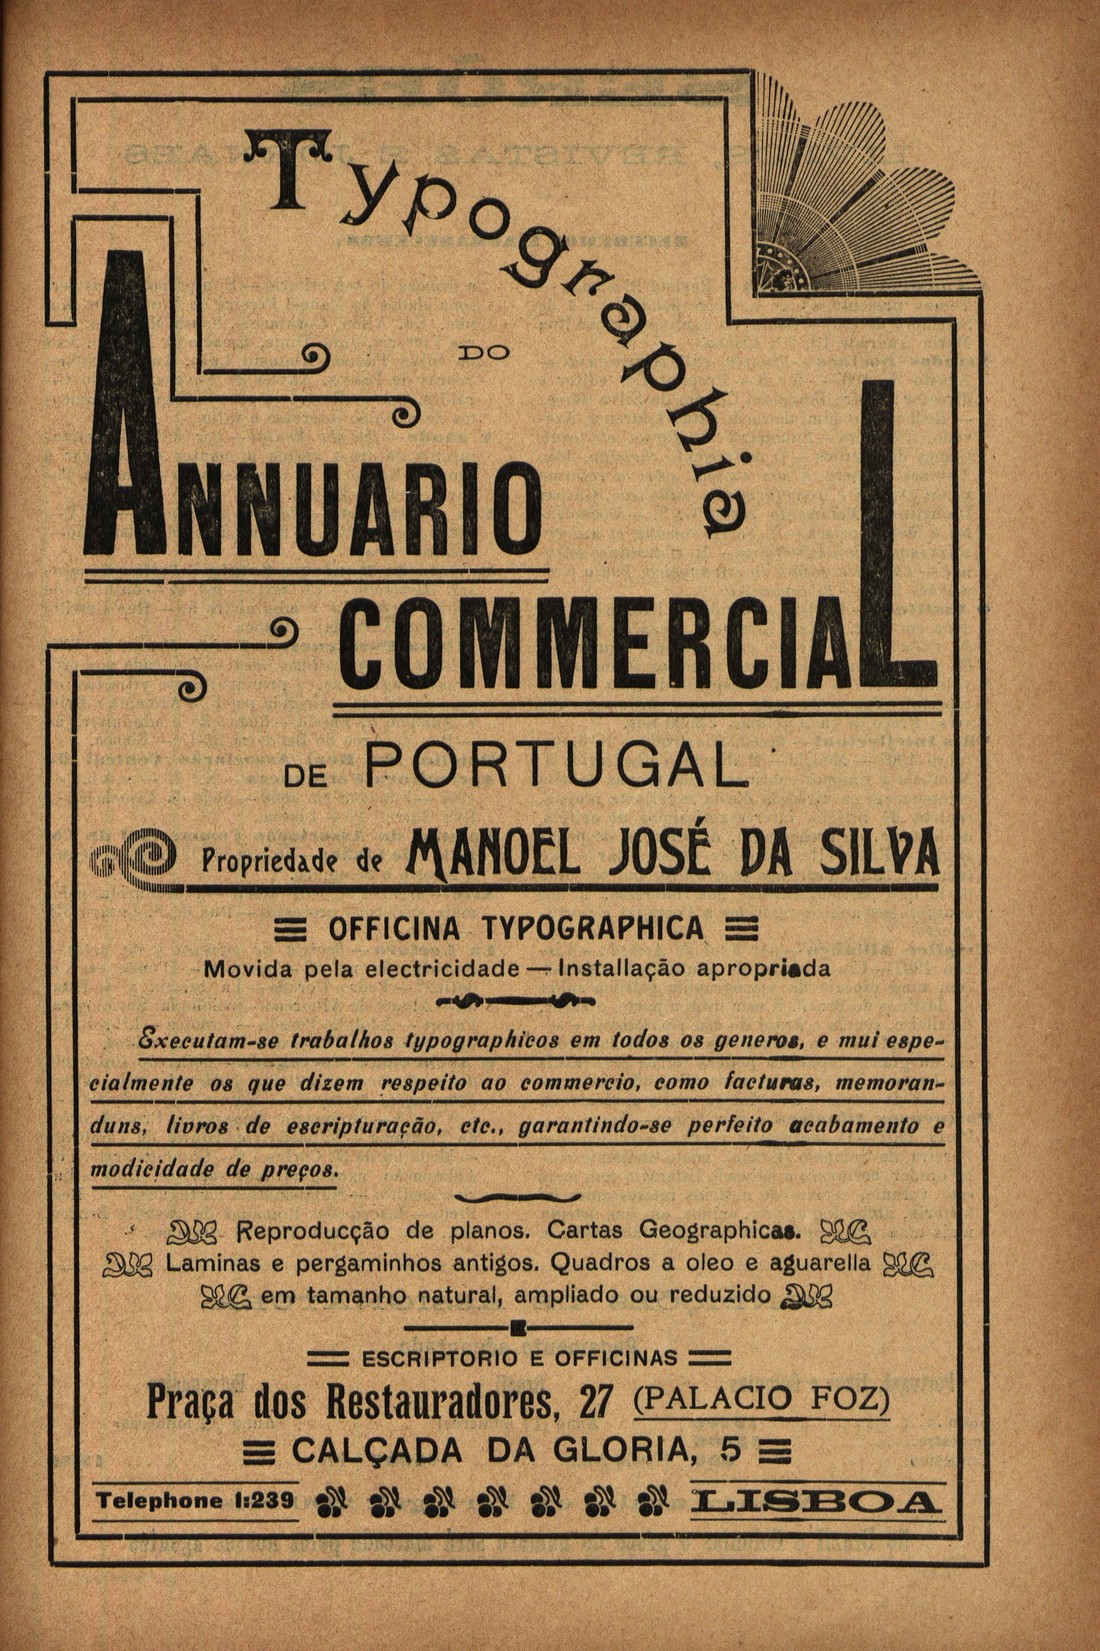 Typographia
DO
ANNUARIO
COMMERCIAL
DE PORTUGAL
Propriedade de MANOEL JOSÉ DA SILVA
OFFICINA TYPOGRAPHICA
Movida pela electricidade — Installação apropriada
Executam-se trabalhos typographicos em todos os generos, e mui espe-
cialmente os que dizem respeito ao commercio, como facturas, memoran-
duns, livros de escripturação, etc., garantindo-se perfeito acabamento e
modicidade de preços.
Reproducção de planos. Cartas Geographicas.
Laminas e pergaminhos antigos. Quadros a oleo e aguarella
em tamanho natural, ampliado ou reduzido
ESCRIPTORIO E OFFICINAS
Praça dos Restauradores, 27 (PALACIO FOZ)
CALÇADA DA GLORIA, 5
Telephone 1:239 LISBOA